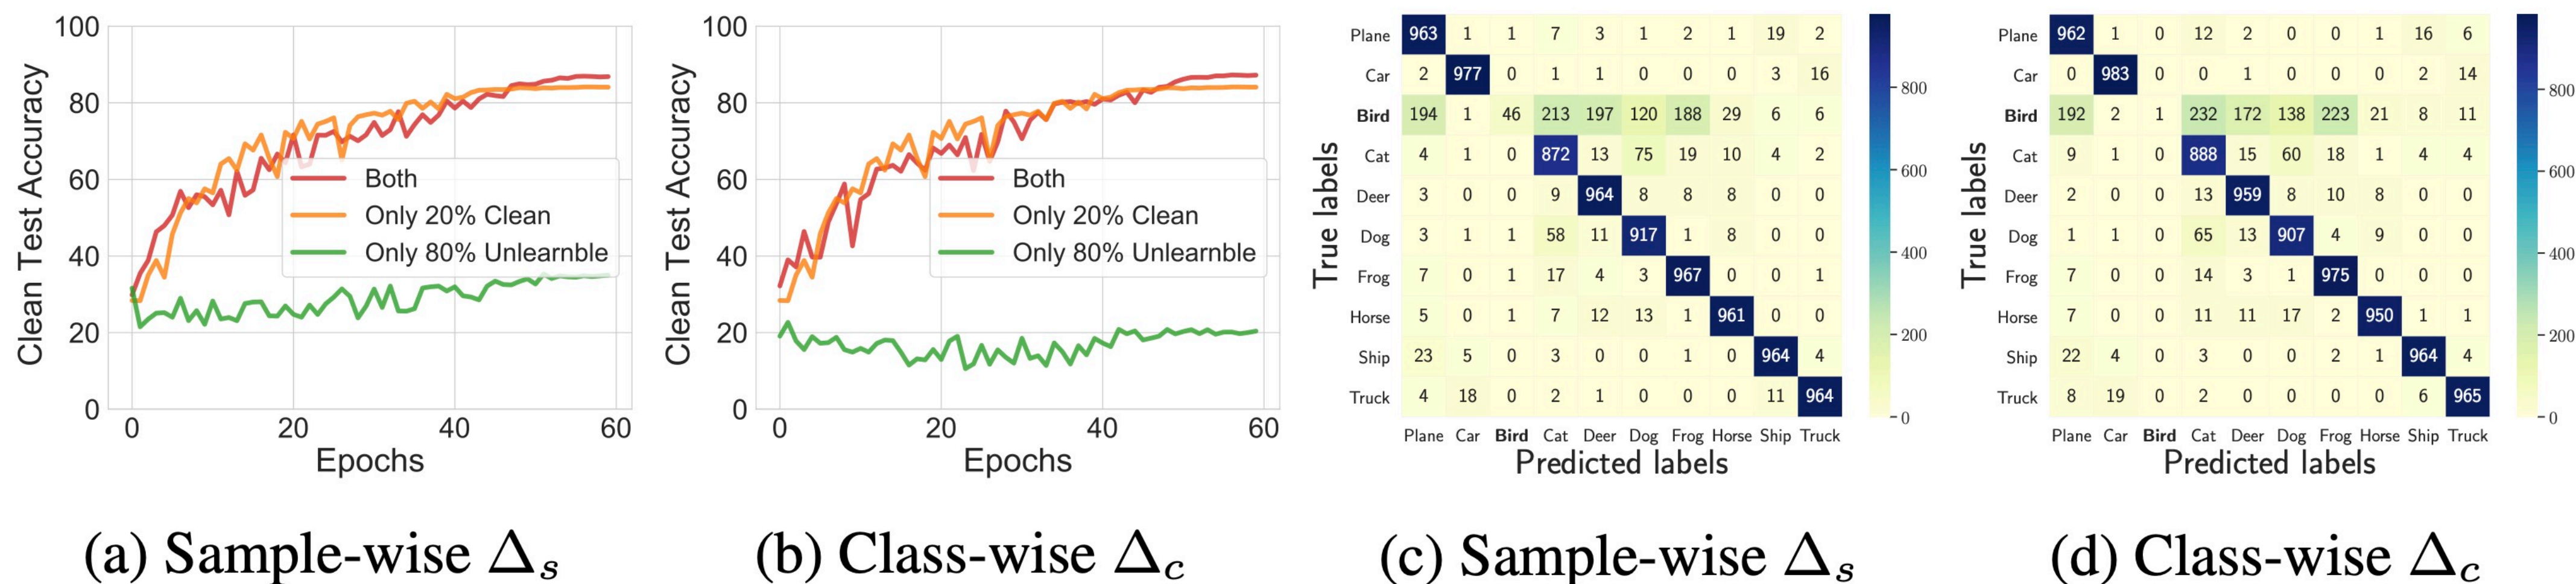 100
80
60
40
20
0
Clean Test Accuracy
Both
Only 20% Clean
Only 80% Unlearnble
0 20 40 60
Epochs
(a) Sample-wise Δs
100
80
60
40
20
0
Clean Test Accuracy
Both
Only 20% Clean
Only 80% Unlearnble
0 20 40 60
Epochs
(b) Class-wise Δc
True labels
Plane 963 1 1 7 3 1 2 1 19 2
Car 2 977 0 1 1 0 0 0 3 16
Bird 194 1 46 213 197 120 188 29 6 6
Cat 4 1 0 872 13 75 19 10 4 2
Deer 3 0 0 9 964 8 8 8 0 0
Dog 3 1 1 58 11 917 1 8 0 0
Frog 7 0 1 17 4 3 967 0 0 1
Horse 5 0 1 7 12 13 1 961 0 0
Ship 23 5 0 3 0 0 1 0 964 4
Truck 4 18 0 2 1 0 0 0 11 964
Plane Car Bird Cat Deer Dog Frog Horse Ship Truck
Predicted labels
800
600
400
200
0
(c) Sample-wise Δs
True labels
Plane 962 1 0 12 2 0 0 1 16 6
Car 0 983 0 0 1 0 0 0 2 14
Bird 192 2 1 232 172 138 223 21 8 11
Cat 9 1 0 888 15 60 18 1 4 4
Deer 2 0 0 13 959 8 10 8 0 0
Dog 1 1 0 65 13 907 4 9 0 0
Frog 7 0 0 14 3 1 975 0 0 0
Horse 7 0 0 11 11 17 2 950 1 1
Ship 22 4 0 3 0 0 2 1 964 4
Truck 8 19 0 2 0 0 0 0 6 965
Plane Car Bird Cat Deer Dog Frog Horse Ship Truck
Predicted labels
800
600
400
200
0
(d) Class-wise Δc